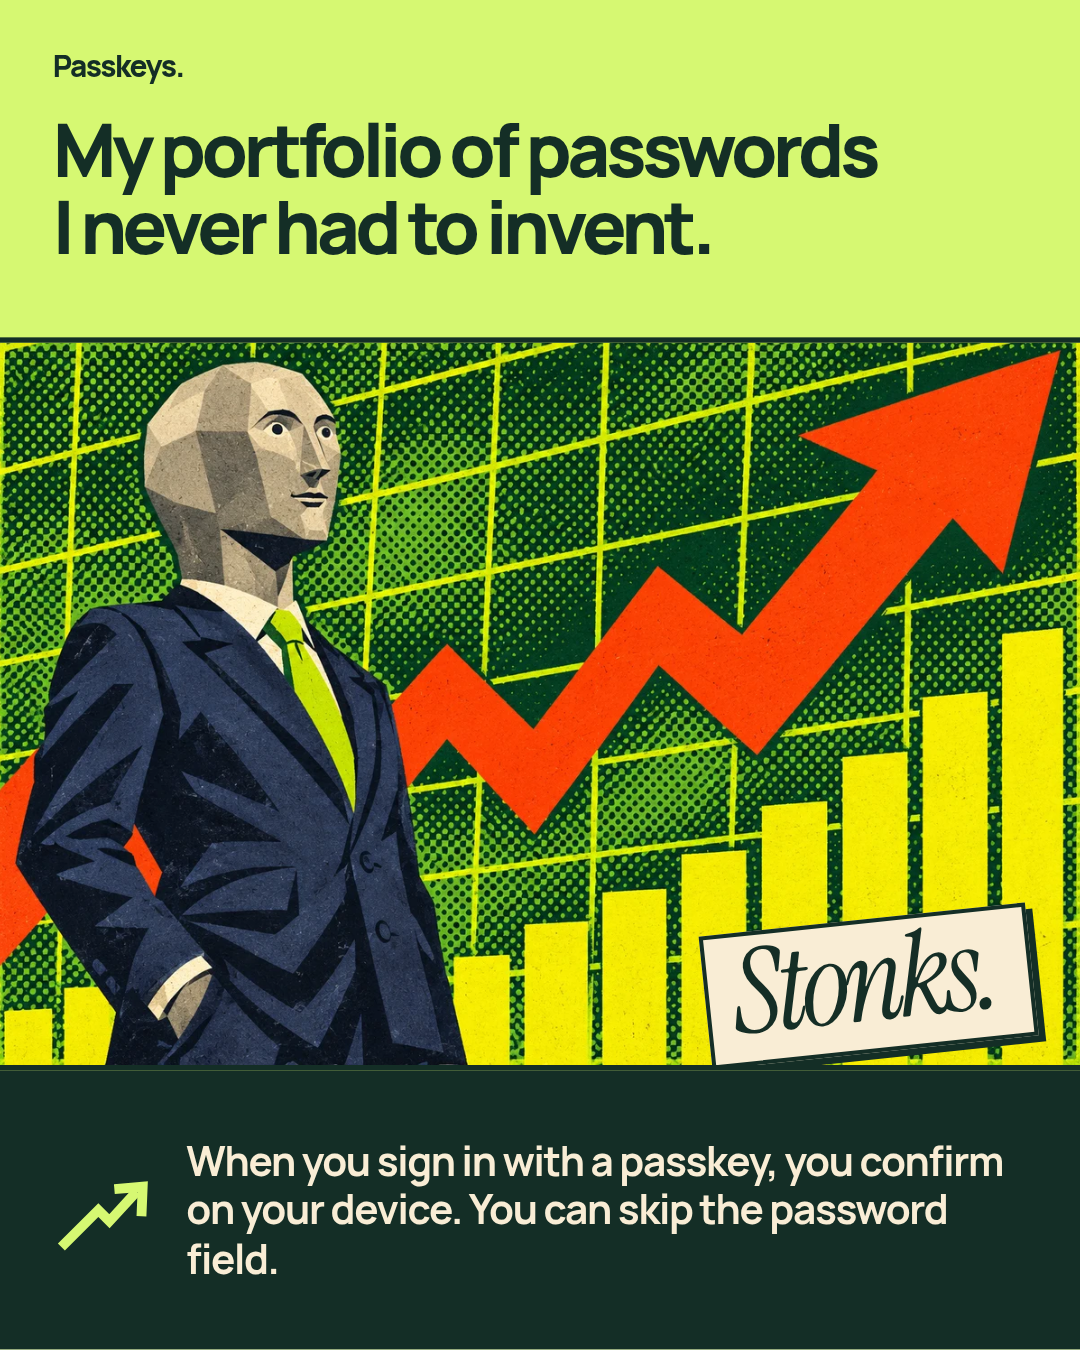 Passkeys.
My portfolio of passwords
I never had to invent.
Stonks.
When you sign in with a passkey, you confirm
on your device. You can skip the password
field.